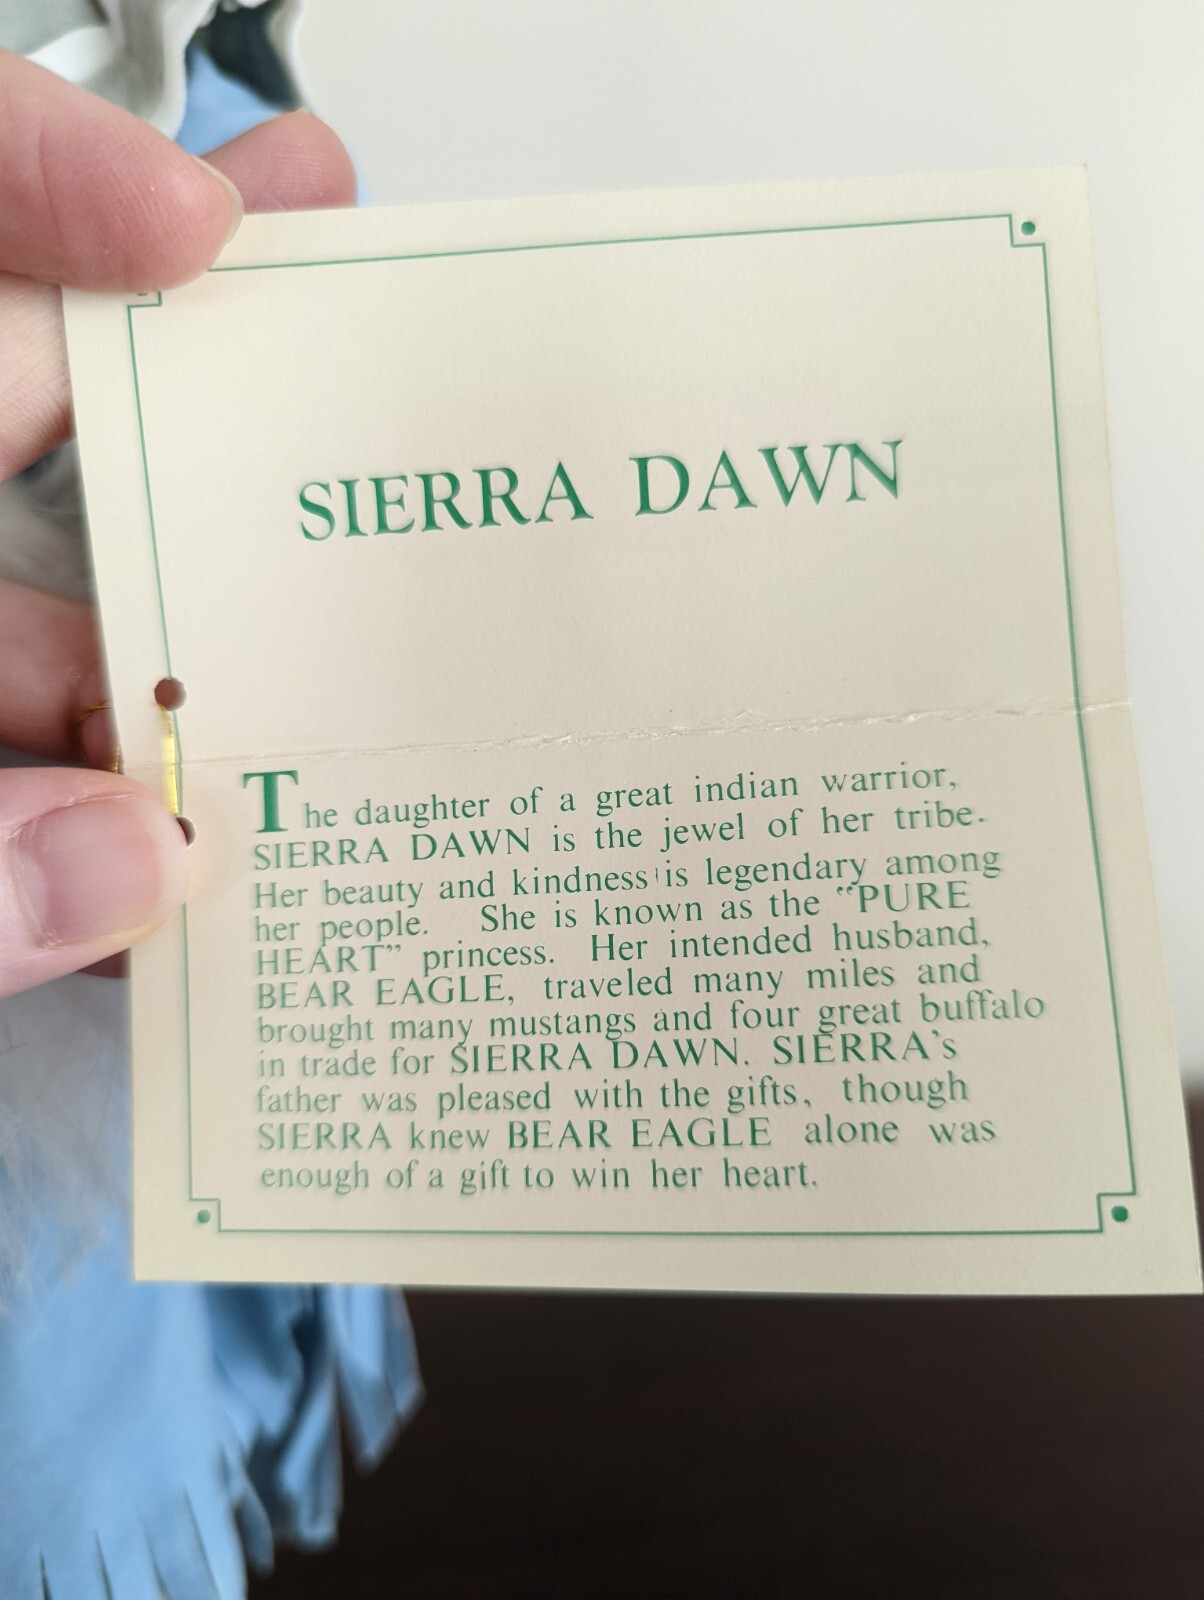 SIERRA DAWN
The daughter of a great indian warrior,
SIERRA DAWN is the jewel of her tribe.
Her beauty and kindness is legendary among
her people. She is known as the "PURE
HEART" princess. Her intended husband,
BEAR EAGLE, traveled many miles and
brought many mustangs and four great buffalo
in trade for SIERRA DAWN. SIERRA's
father was pleased with the gifts, though
SIERRA knew BEAR EAGLE alone was
enough of a gift to win her heart.